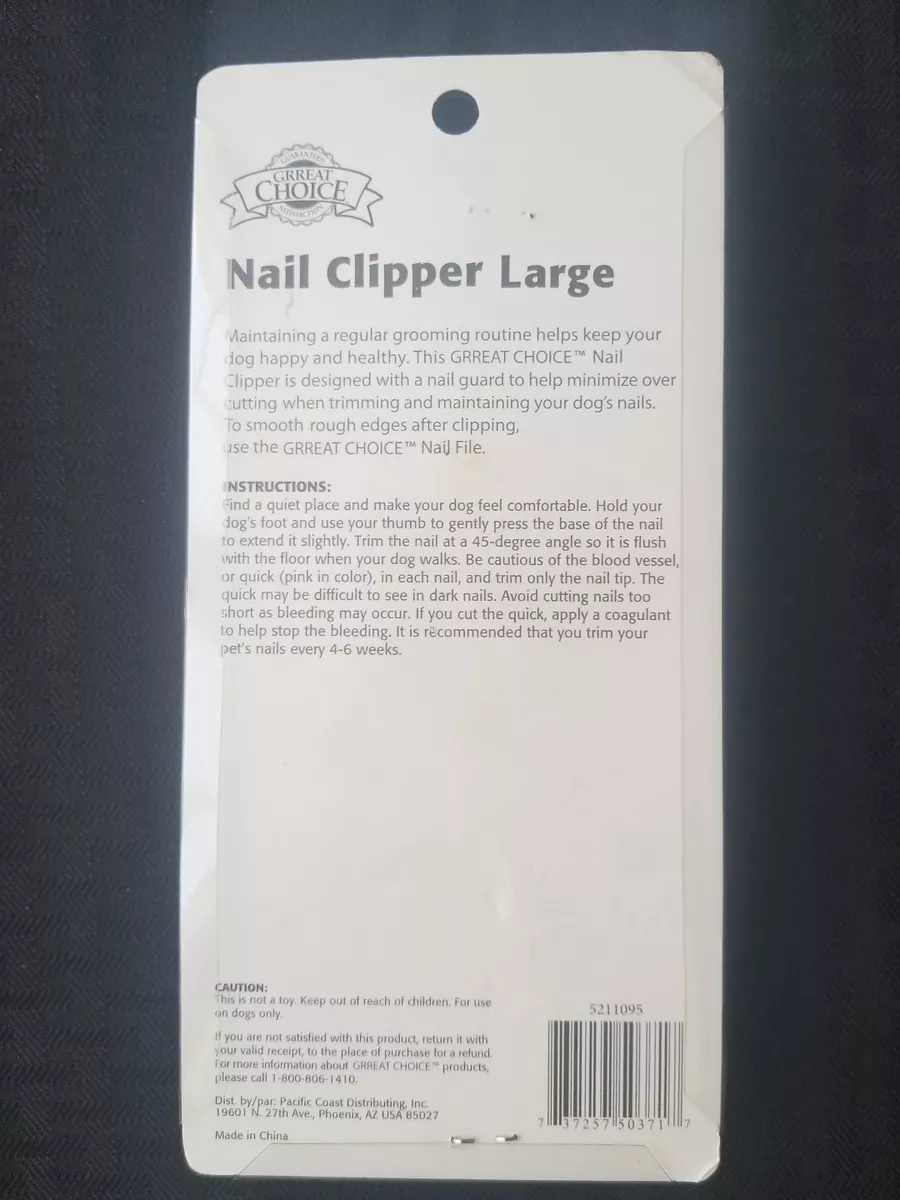 GUARANTEED
GRREAT
CHOICE
SATISFACTION
Nail Clipper Large
Maintaining a regular grooming routine helps keep your
dog happy and healthy. This GRREAT CHOICE™ Nail
Clipper is designed with a nail guard to help minimize over
cutting when trimming and maintaining your dog's nails.
To smooth rough edges after clipping,
use the GRREAT CHOICE™ Nail File.
INSTRUCTIONS:
Find a quiet place and make your dog feel comfortable. Hold your
dog's foot and use your thumb to gently press the base of the nail
to extend it slightly. Trim the nail at a 45-degree angle so it is flush
with the floor when your dog walks. Be cautious of the blood vessel,
or quick (pink in color), in each nail, and trim only the nail tip. The
quick may be difficult to see in dark nails. Avoid cutting nails too
short as bleeding may occur. If you cut the quick, apply a coagulant
to help stop the bleeding. It is recommended that you trim your
pet's nails every 4-6 weeks.
CAUTION:
This is not a toy. Keep out of reach of children. For use
on dogs only.
If you are not satisfied with this product, return it with
your valid receipt, to the place of purchase for a refund.
For more information about GRREAT CHOICE™ products,
please call 1-800-806-1410.
Dist. by/par: Pacific Coast Distributing, Inc.
19601 N. 27th Ave., Phoenix, AZ USA 85027
Made in China
5211095
7 37257 50371 7